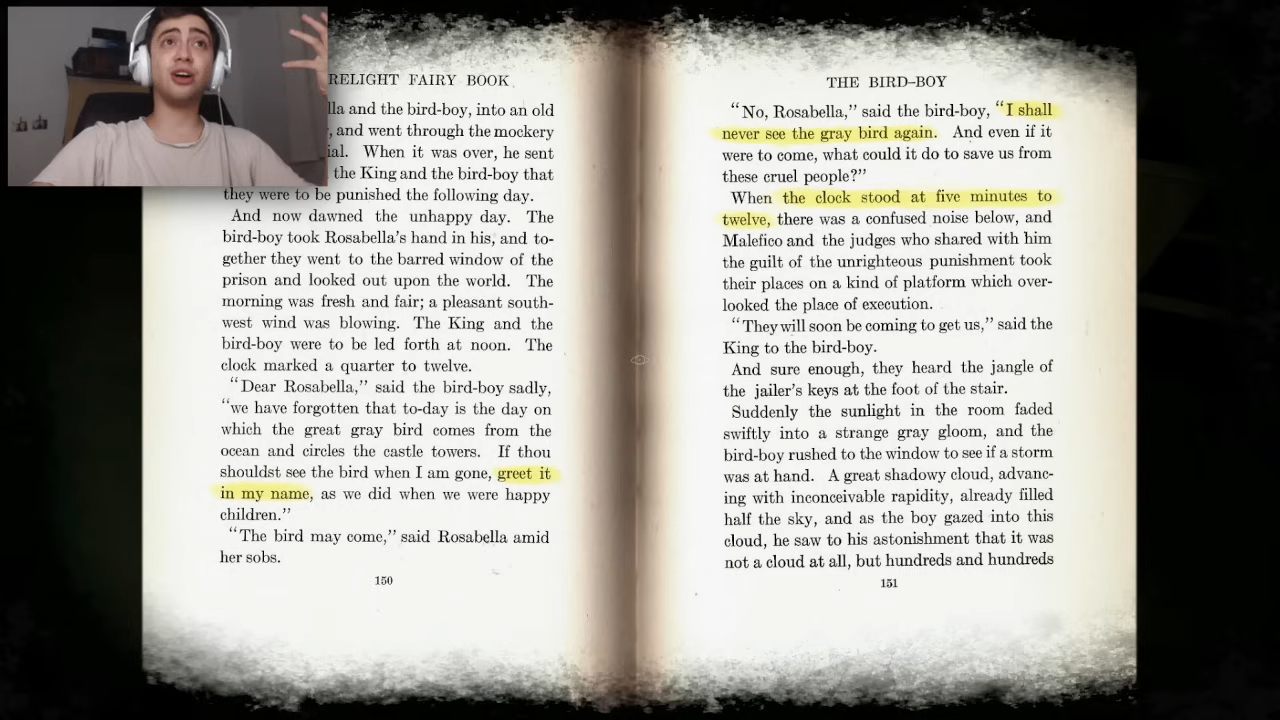 RELIGHT FAIRY BOOK
lla and the bird-boy, into an old
, and went through the mockery
ial. When it was over, he sent
the King and the bird-boy that
they were to be punished the following day.
And now dawned the unhappy day. The
bird-boy took Rosabella's hand in his, and to-
gether they went to the barred window of the
prison and looked out upon the world. The
morning was fresh and fair; a pleasant south-
west wind was blowing. The King and the
bird-boy were to be led forth at noon. The
clock marked a quarter to twelve.
"Dear Rosabella," said the bird-boy sadly,
"we have forgotten that to-day is the day on
which the great gray bird comes from the
ocean and circles the castle towers. If thou
shouldst see the bird when I am gone, greet it
in my name, as we did when we were happy
children."
"The bird may come," said Rosabella amid
her sobs.
150
THE BIRD-BOY
"No, Rosabella," said the bird-boy, "I shall
never see the gray bird again. And even if it
were to come, what could it do to save us from
these cruel people?"
When the clock stood at five minutes to
twelve, there was a confused noise below, and
Malefico and the judges who shared with him
the guilt of the unrighteous punishment took
their places on a kind of platform which over-
looked the place of execution.
"They will soon be coming to get us," said the
King to the bird-boy.
And sure enough, they heard the jangle of
the jailer's keys at the foot of the stair.
Suddenly the sunlight in the room faded
swiftly into a strange gray gloom, and the
bird-boy rushed to the window to see if a storm
was at hand. A great shadowy cloud, advanc-
ing with inconceivable rapidity, already filled
half the sky, and as the boy gazed into this
cloud, he saw to his astonishment that it was
not a cloud at all, but hundreds and hundreds
151